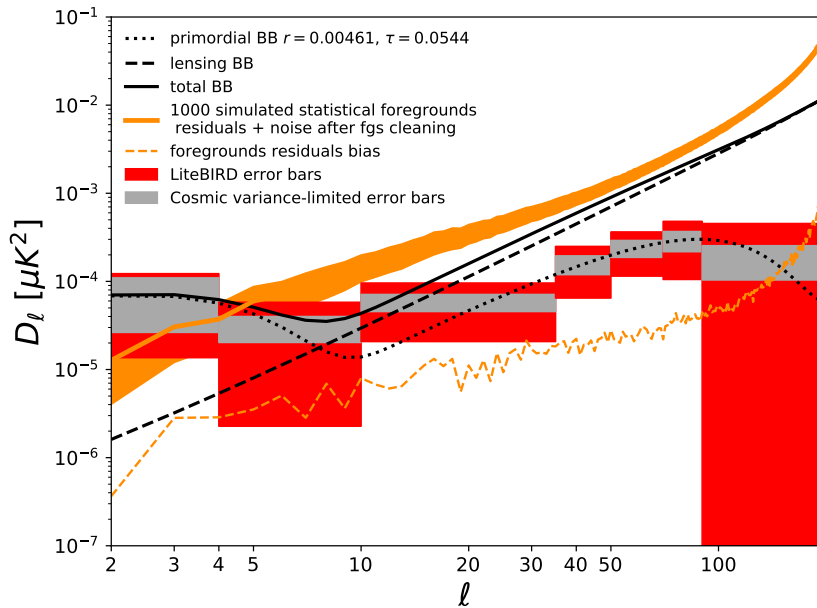 10⁻¹
10⁻²
10⁻³
10⁻⁴
10⁻⁵
10⁻⁶
10⁻⁷
D_ℓ [μK²]
primordial BB r = 0.00461, τ = 0.0544
lensing BB
total BB
1000 simulated statistical foregrounds
residuals + noise after fgs cleaning
foregrounds residuals bias
LiteBIRD error bars
Cosmic variance-limited error bars
2 3 4 5 10 20 30 40 50 100
ℓ